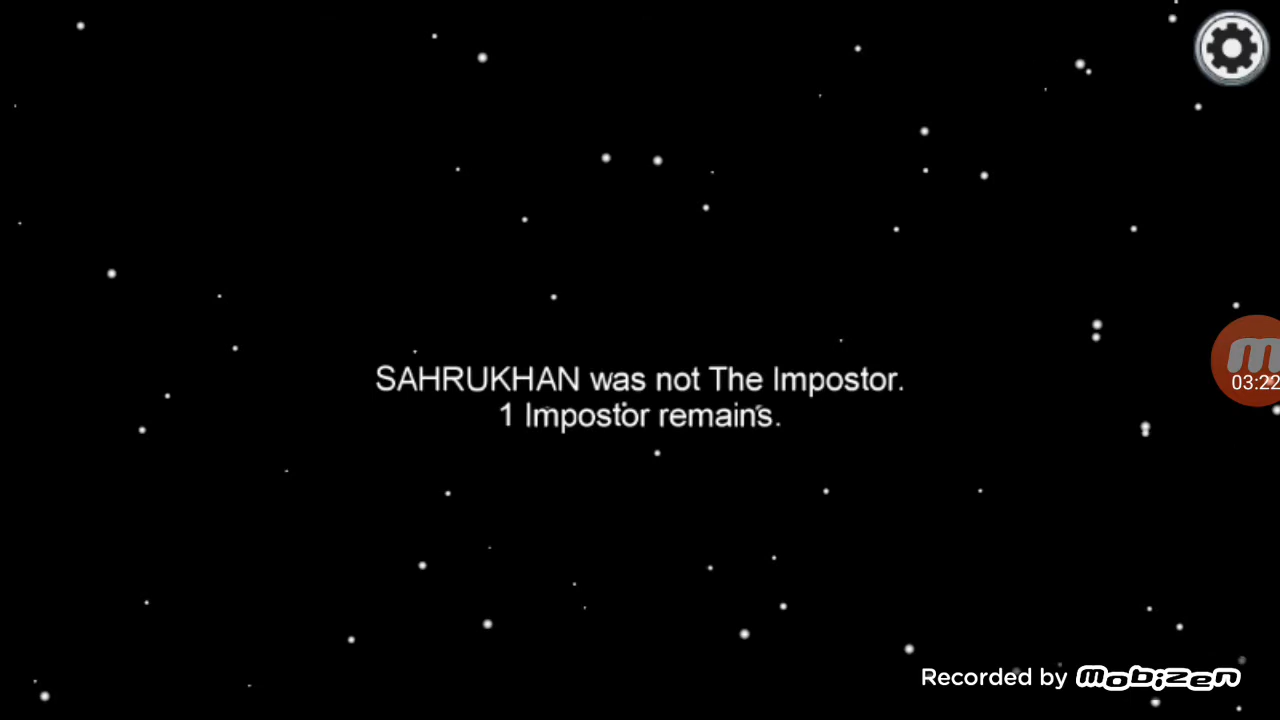 SAHRUKHAN was not The Impostor.
1 Impostor remains.
03:22
Recorded by mobizen